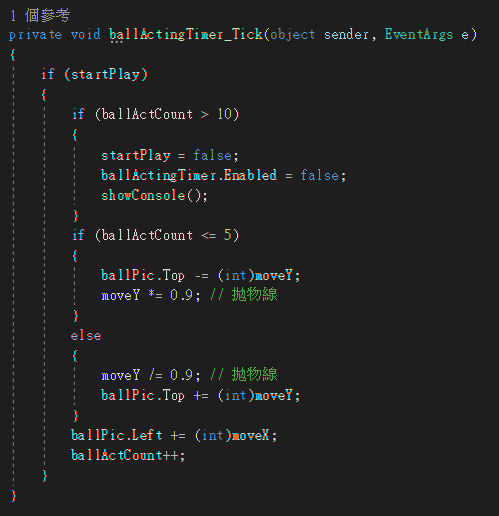 1 個參考
private void ballActingTimer_Tick(object sender, EventArgs e)
{
if (startPlay)
{
if (ballActCount > 10)
{
startPlay = false;
ballActingTimer.Enabled = false;
showConsole();
}
if (ballActCount <= 5)
{
ballPic.Top -= (int)moveY;
moveY *= 0.9; // 拋物線
}
else
{
moveY /= 0.9; // 拋物線
ballPic.Top += (int)moveY;
}
ballPic.Left += (int)moveX;
ballActCount++;
}
}